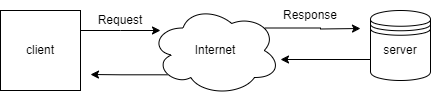 Request
Response
client
Internet
server